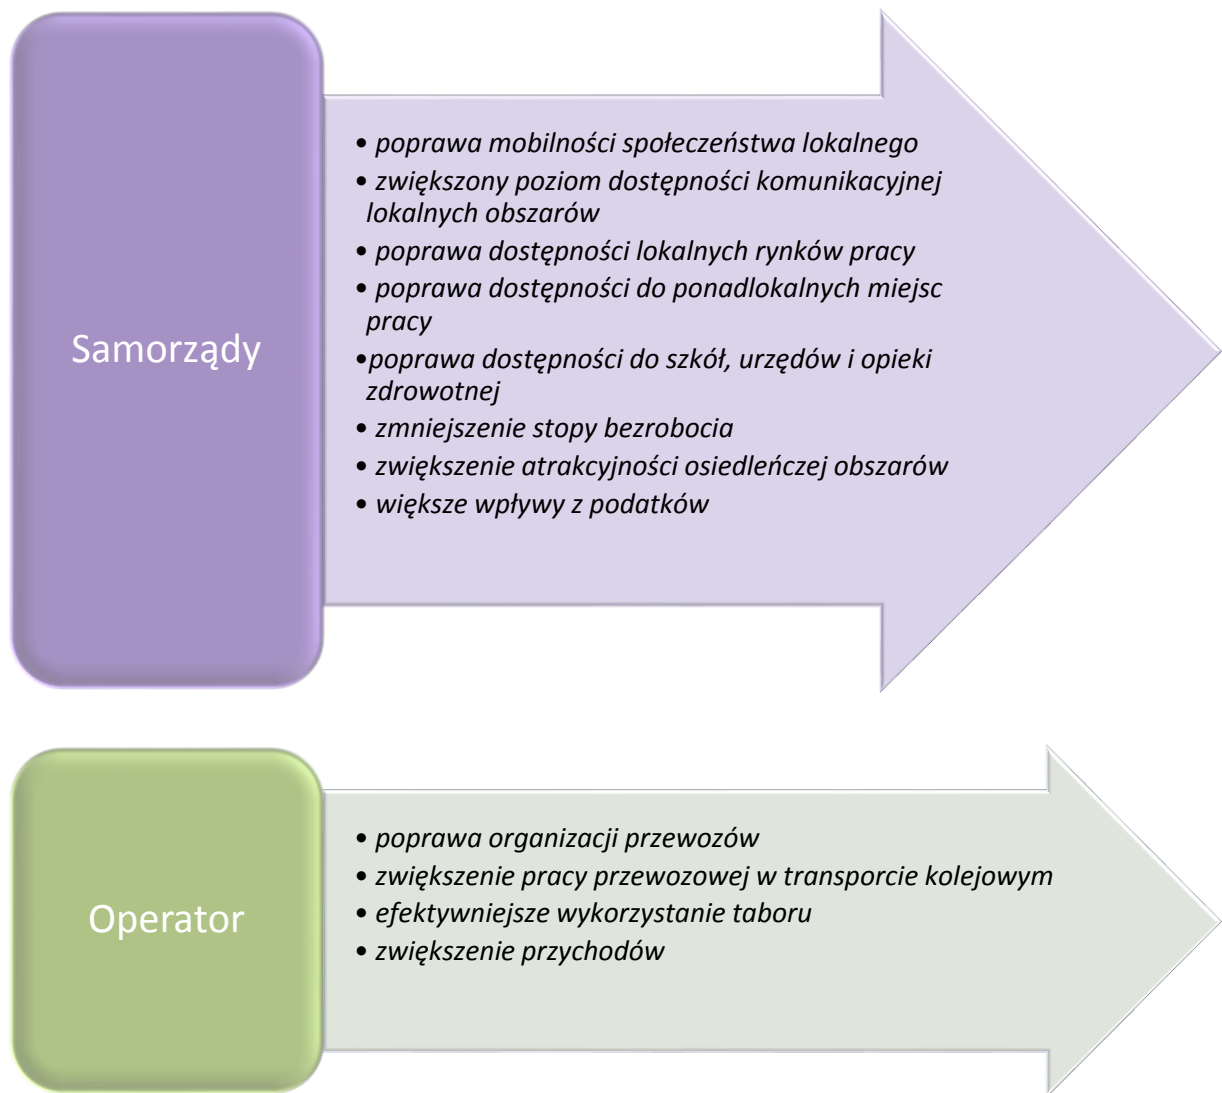 Samorządy
• poprawa mobilności społeczeństwa lokalnego
• zwiększony poziom dostępności komunikacyjnej
lokalnych obszarów
• poprawa dostępności lokalnych rynków pracy
• poprawa dostępności do ponadlokalnych miejsc
pracy
•poprawa dostępności do szkół, urzędów i opieki
zdrowotnej
• zmniejszenie stopy bezrobocia
• zwiększenie atrakcyjności osiedleńczej obszarów
• większe wpływy z podatków
Operator
• poprawa organizacji przewozów
• zwiększenie pracy przewozowej w transporcie kolejowym
• efektywniejsze wykorzystanie taboru
• zwiększenie przychodów